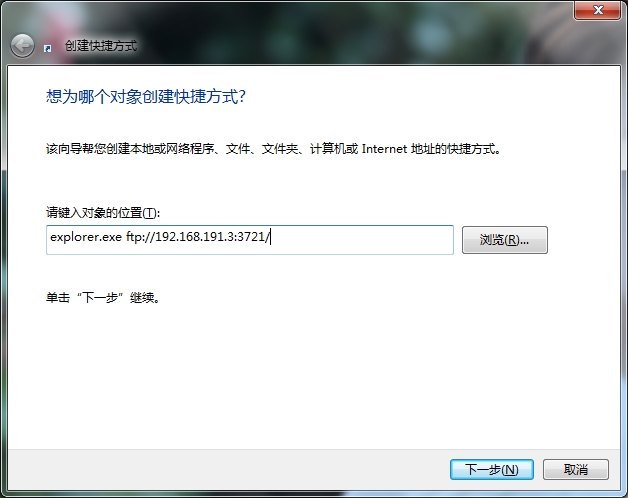 创建快捷方式
想为哪个对象创建快捷方式?
该向导帮您创建本地或网络程序、文件、文件夹、计算机或 Internet 地址的快捷方式。
请键入对象的位置(T):
explorer.exe ftp://192.168.191.3:3721/
浏览(R)...
单击“下一步”继续。
下一步(N)
取消